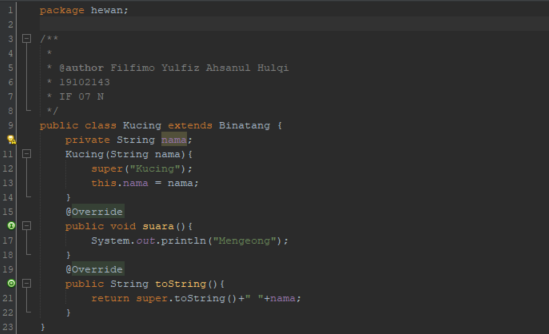 1 package hewan;
2
3 /**
4 *
5 * @author Filfimo Yulfiz Ahsanul Hulqi
6 * 19102143
7 * IF 07 N
8 */
9 public class Kucing extends Binatang {
private String nama;
11 Kucing(String nama){
12 super("Kucing");
13 this.nama = nama;
14 }
15 @Override
public void suara(){
17 System.out.println("Mengeong");
18 }
19 @Override
public String toString(){
21 return super.toString()+" "+nama;
22 }
23 }